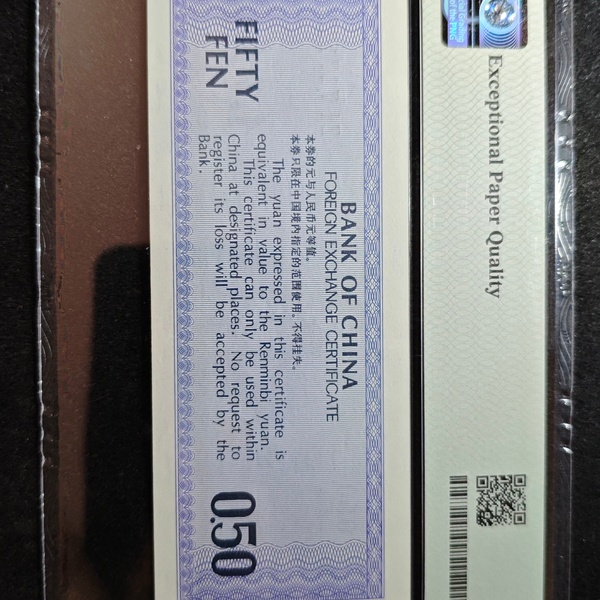 Exceptional Paper Quality
of the PNG
BANK OF CHINA
FOREIGN EXCHANGE CERTIFICATE
FIFTY
FEN
本券的元与人民币元等值。
本券只限在中国境内指定的范围使用，不得挂失。
The yuan expressed in this certificate is
equivalent in value to the Renminbi yuan.
This certificate can only be used within
China at designated places. No request to
register its loss will be accepted by the
Bank.
0.50